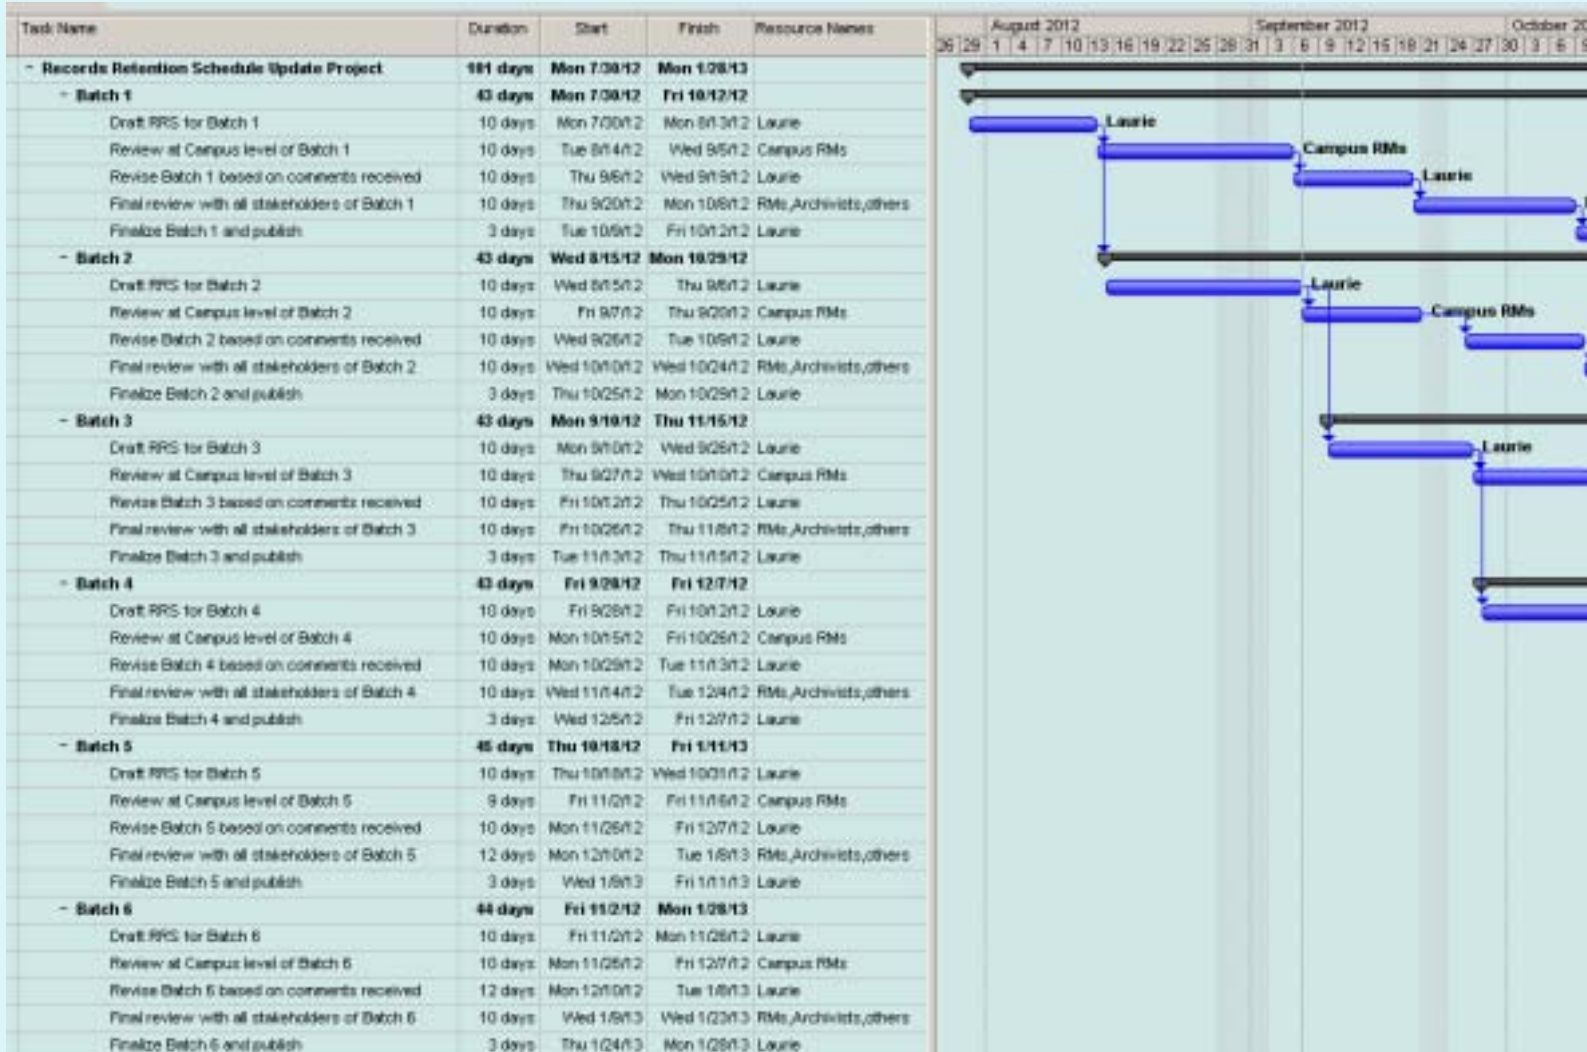 Task Name Duration Start Finish Resource Names
August 2012 September 2012 October 20
26 29 1 4 7 10 13 16 19 22 25 28 31 3 6 9 12 15 18 21 24 27 30 3 6 9
- Records Retention Schedule Update Project Mon 7/30/12 Mon 1/28/13
- Batch 1 43 days Mon 7/30/12 Fri 10/12/12
Draft RRS for Batch 1 10 days Mon 7/30/12 Mon 8/13/12 Laurie Laurie
Review at Campus level of Batch 1 10 days Tue 8/14/12 Wed 9/5/12 Campus RMs Campus RMs
Revise Batch 1 based on comments received 10 days Thu 9/6/12 Wed 9/19/12 Laurie Laurie
Final review with all stakeholders of Batch 1 10 days Thu 9/20/12 Mon 10/8/12 RMs,Archivists,others
Finalize Batch 1 and publish 3 days Tue 10/9/12 Fri 10/12/12 Laurie
- Batch 2 43 days Wed 8/15/12 Mon 10/29/12
Draft RRS for Batch 2 10 days Wed 8/15/12 Thu 9/6/12 Laurie Laurie
Review at Campus level of Batch 2 10 days Fri 9/7/12 Thu 9/20/12 Campus RMs Campus RMs
Revise Batch 2 based on comments received 10 days Wed 9/26/12 Tue 10/9/12 Laurie
Final review with all stakeholders of Batch 2 10 days Wed 10/10/12 Wed 10/24/12 RMs,Archivists,others
Finalize Batch 2 and publish 3 days Thu 10/25/12 Mon 10/29/12 Laurie
- Batch 3 43 days Mon 9/10/12 Thu 11/15/12
Draft RRS for Batch 3 10 days Mon 9/10/12 Wed 9/26/12 Laurie Laurie
Review at Campus level of Batch 3 10 days Thu 9/27/12 Wed 10/10/12 Campus RMs
Revise Batch 3 based on comments received 10 days Fri 10/12/12 Thu 10/25/12 Laurie
Final review with all stakeholders of Batch 3 10 days Fri 10/26/12 Thu 11/8/12 RMs,Archivists,others
Finalize Batch 3 and publish 3 days Tue 11/13/12 Thu 11/15/12 Laurie
- Batch 4 43 days Fri 9/28/12 Fri 12/7/12
Draft RRS for Batch 4 10 days Fri 9/28/12 Fri 10/12/12 Laurie
Review at Campus level of Batch 4 10 days Mon 10/15/12 Fri 10/26/12 Campus RMs
Revise Batch 4 based on comments received 10 days Mon 10/29/12 Tue 11/13/12 Laurie
Final review with all stakeholders of Batch 4 10 days Wed 11/14/12 Tue 12/4/12 RMs,Archivists,others
Finalize Batch 4 and publish 3 days Wed 12/5/12 Fri 12/7/12 Laurie
- Batch 5 days Thu 10/18/12 Fri 1/11/13
Draft RRS for Batch 5 10 days Thu 10/18/12 Wed 10/31/12 Laurie
Review at Campus level of Batch 5 9 days Fri 11/2/12 Fri 11/16/12 Campus RMs
Revise Batch 5 based on comments received 10 days Mon 11/26/12 Fri 12/7/12 Laurie
Final review with all stakeholders of Batch 5 12 days Mon 12/10/12 Tue 1/8/13 RMs,Archivists,others
Finalize Batch 5 and publish 3 days Wed 1/9/13 Fri 1/11/13 Laurie
- Batch 6 44 days Fri 11/2/12 Mon 1/28/13
Draft RRS for Batch 6 10 days Fri 11/2/12 Mon 11/26/12 Laurie
Review at Campus level of Batch 6 10 days Mon 11/26/12 Fri 12/7/12 Campus RMs
Revise Batch 6 based on comments received 12 days Mon 12/10/12 Tue 1/8/13 Laurie
Final review with all stakeholders of Batch 6 10 days Wed 1/9/13 Wed 1/23/13 RMs,Archivists,others
Finalize Batch 6 and publish 3 days Thu 1/24/13 Mon 1/28/13 Laurie